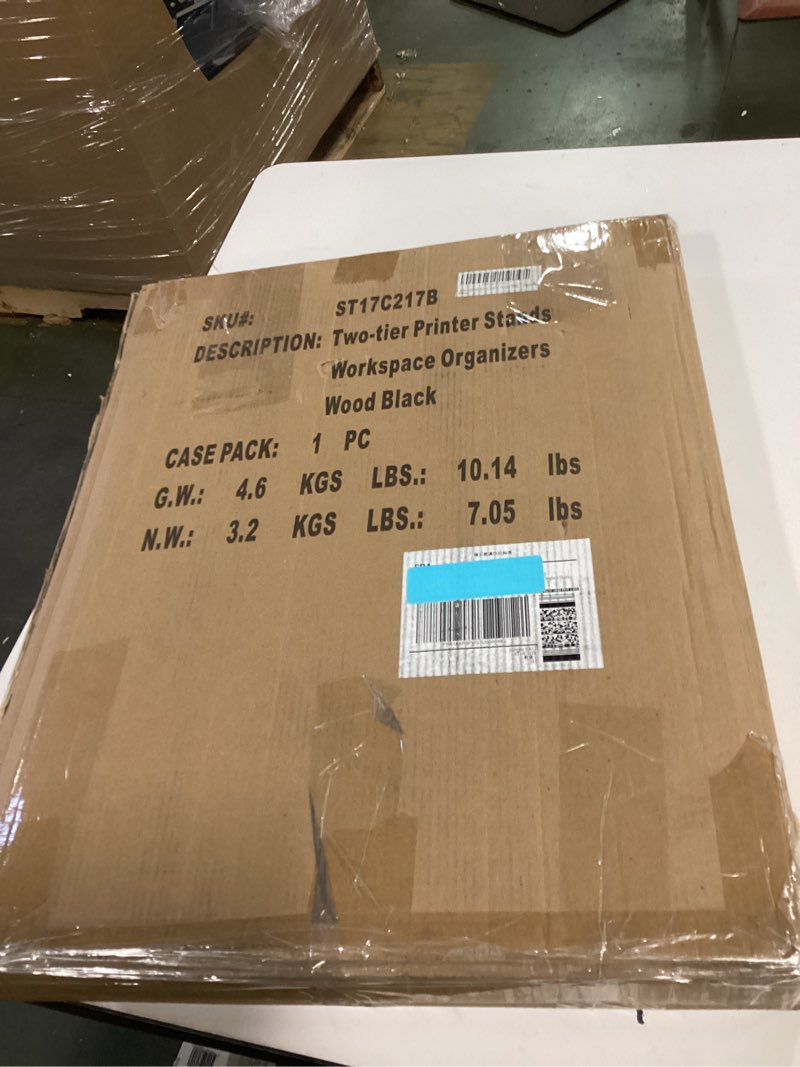 SKU#: ST17C217B
DESCRIPTION: Two-tier Printer Stands
Workspace Organizers
Wood Black
CASE PACK: 1 PC
G.W.: 4.6 KGS LBS.: 10.14 lbs
N.W.: 3.2 KGS LBS.: 7.05 lbs